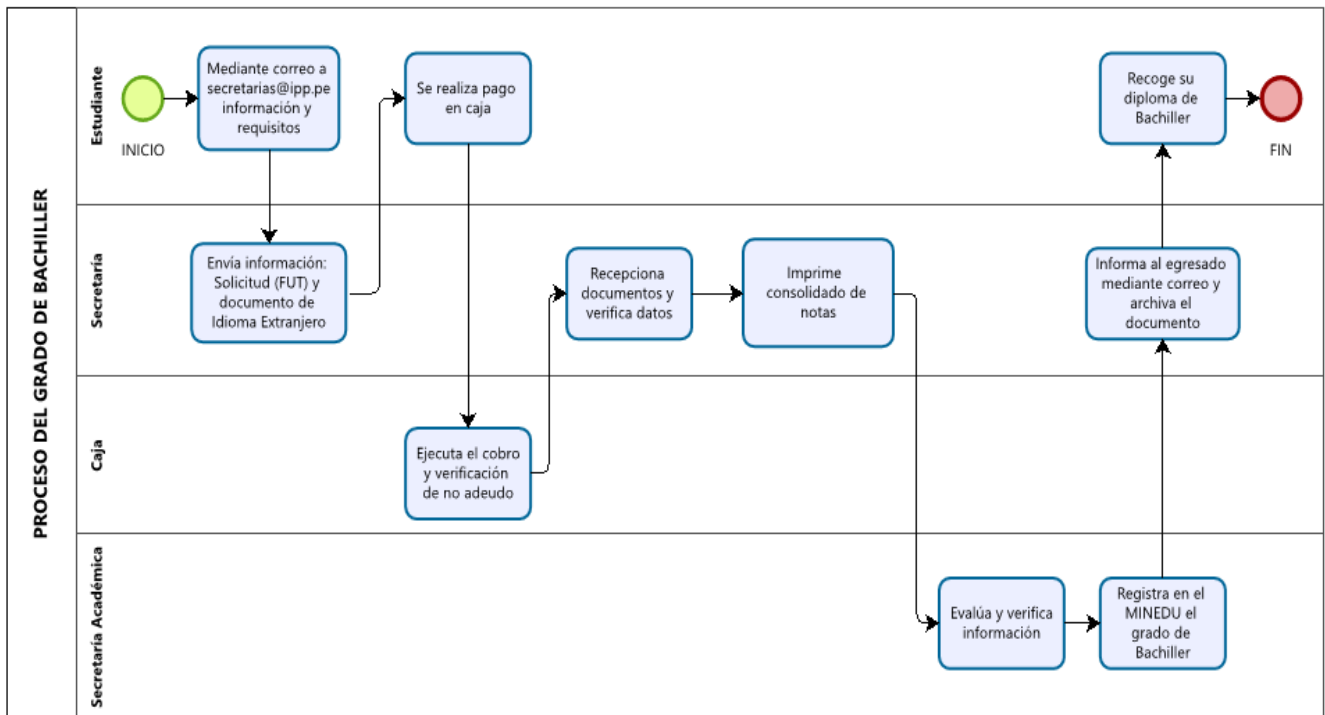 PROCESO DEL GRADO DE BACHILLER
Estudiante
INICIO
Mediante correo a
secretarias@ipp.pe
información y
requisitos
Se realiza pago
en caja
Recoge su
diploma de
Bachiller
FIN
Secretaría
Envía información:
Solicitud (FUT) y
documento de
Idioma Extranjero
Recepciona
documentos y
verifica datos
Imprime
consolidado de
notas
Informa al egresado
mediante correo y
archiva el
documento
Caja
Ejecuta el cobro
y verificación
de no adeudo
Secretaría Académica
Evalúa y verifica
información
Registra en el
MINEDU el
grado de
Bachiller